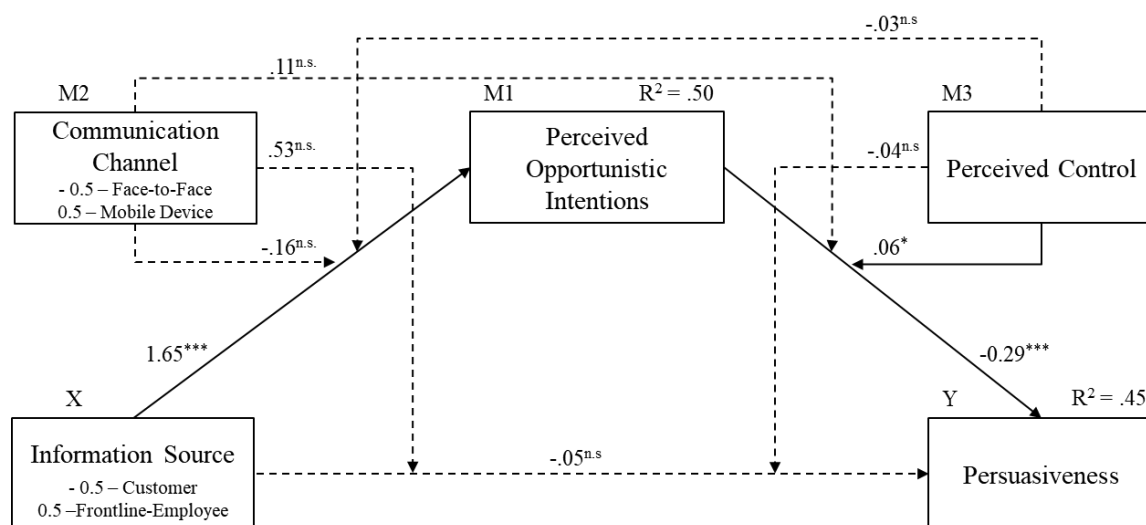 -.03n.s
.11n.s.
M2
M1
R2 = .50
M3
Communication
Channel
- 0.5 – Face-to-Face
0.5 – Mobile Device
.53n.s.
Perceived
Opportunistic
Intentions
-.04n.s
Perceived Control
-.16n.s.
.06*
1.65***
-0.29***
X
Y
R2 = .45
Information Source
- 0.5 – Customer
0.5 –Frontline-Employee
-.05n.s
Persuasiveness